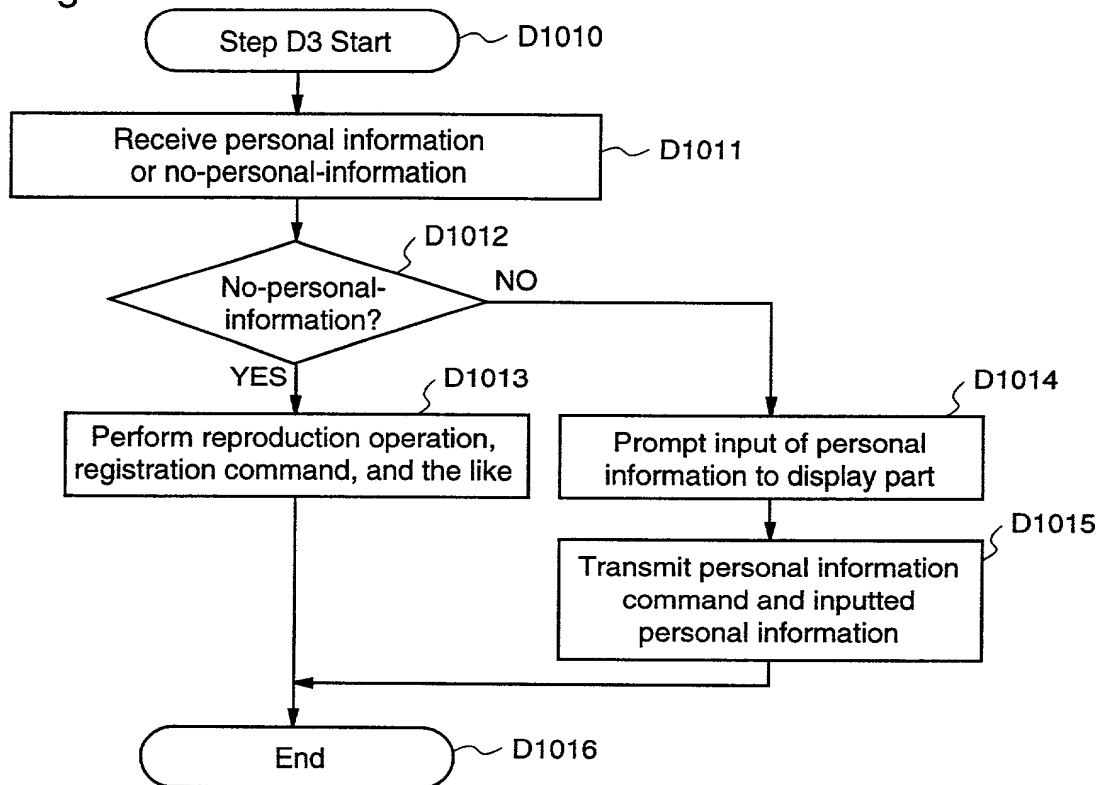 Step D3 Start
D1010
Receive personal information
or no-personal-information
D1011
D1012
No-personal-
information?
NO
YES
D1013
D1014
Perform reproduction operation,
registration command, and the like
Prompt input of personal
information to display part
D1015
Transmit personal information
command and inputted
personal information
End
D1016